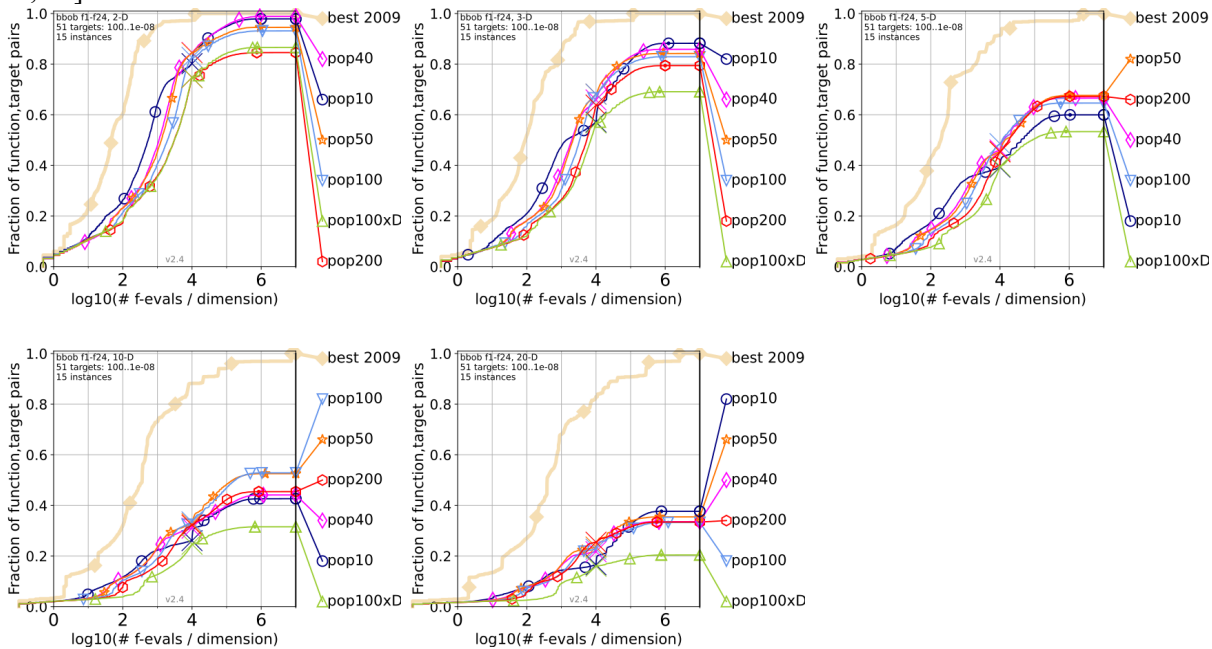 bbob f1-f24, 2-D
51 targets: 100..1e-08
15 instances
1.0
0.8
0.6
0.4
0.2
0.0
Fraction of function,target pairs
0
2
4
6
log10(# f-evals / dimension)
v2.4
best 2009
pop40
pop10
pop50
pop100
pop100xD
pop200
bbob f1-f24, 3-D
51 targets: 100..1e-08
15 instances
1.0
0.8
0.6
0.4
0.2
0.0
Fraction of function,target pairs
0
2
4
6
log10(# f-evals / dimension)
v2.4
best 2009
pop10
pop40
pop50
pop100
pop200
pop100xD
bbob f1-f24, 5-D
51 targets: 100..1e-08
15 instances
1.0
0.8
0.6
0.4
0.2
0.0
Fraction of function,target pairs
0
2
4
6
log10(# f-evals / dimension)
v2.4
best 2009
pop50
pop200
pop40
pop100
pop10
pop100xD
bbob f1-f24, 10-D
51 targets: 100..1e-08
15 instances
1.0
0.8
0.6
0.4
0.2
0.0
Fraction of function,target pairs
0
2
4
6
log10(# f-evals / dimension)
v2.4
best 2009
pop100
pop50
pop200
pop40
pop10
pop100xD
bbob f1-f24, 20-D
51 targets: 100..1e-08
15 instances
1.0
0.8
0.6
0.4
0.2
0.0
Fraction of function,target pairs
0
2
4
6
log10(# f-evals / dimension)
v2.4
best 2009
pop10
pop50
pop40
pop200
pop100
pop100xD